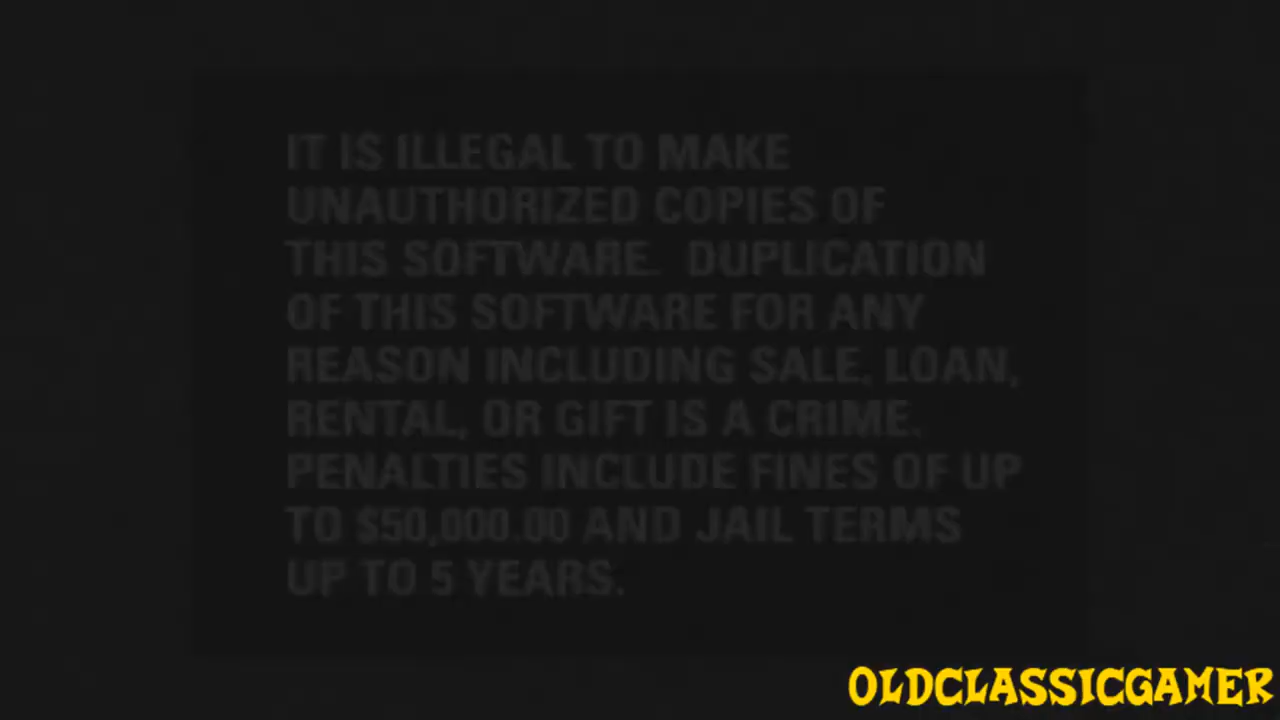 IT IS ILLEGAL TO MAKE
UNAUTHORIZED COPIES OF
THIS SOFTWARE. DUPLICATION
OF THIS SOFTWARE FOR ANY
REASON INCLUDING SALE, LOAN,
RENTAL, OR GIFT IS A CRIME.
PENALTIES INCLUDE FINES OF UP
TO $50,000.00 AND JAIL TERMS
UP TO 5 YEARS.
OLDCLASSICGAMER